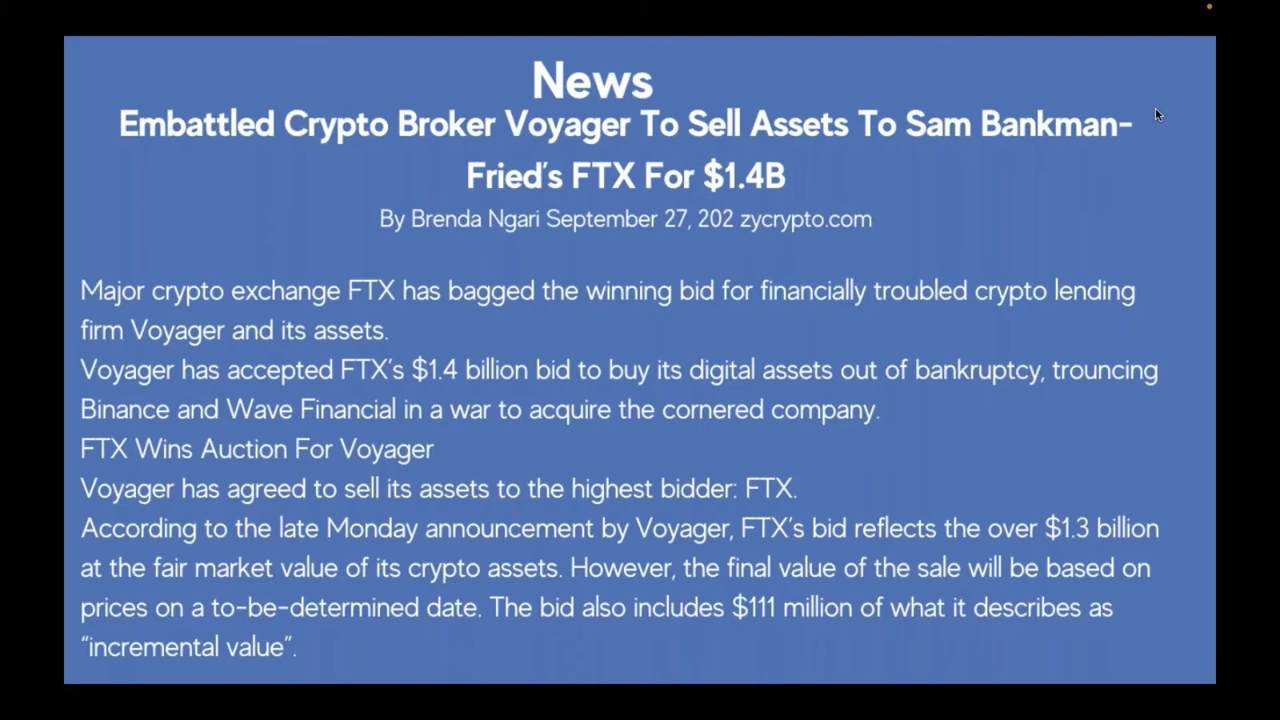 News
Embattled Crypto Broker Voyager To Sell Assets To Sam Bankman-
Fried's FTX For $1.4B
By Brenda Ngari September 27, 202 zycrypto.com
Major crypto exchange FTX has bagged the winning bid for financially troubled crypto lending
firm Voyager and its assets.
Voyager has accepted FTX's $1.4 billion bid to buy its digital assets out of bankruptcy, trouncing
Binance and Wave Financial in a war to acquire the cornered company.
FTX Wins Auction For Voyager
Voyager has agreed to sell its assets to the highest bidder: FTX.
According to the late Monday announcement by Voyager, FTX's bid reflects the over $1.3 billion
at the fair market value of its crypto assets. However, the final value of the sale will be based on
prices on a to-be-determined date. The bid also includes $111 million of what it describes as
“incremental value”.